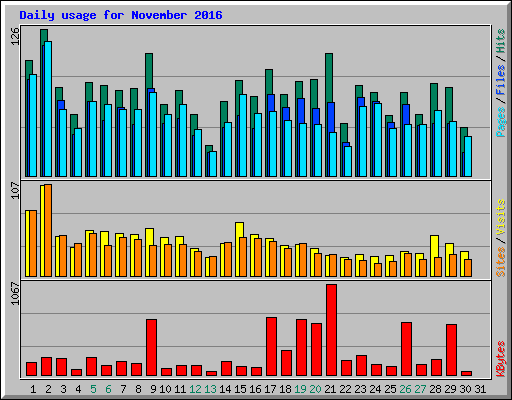 Daily usage for November 2016
126
Pages / Files / Hits
107
Sites / Visits
1067
KBytes
1 2 3 4 5 6 7 8 9 10 11 12 13 14 15 16 17 18 19 20 21 22 23 24 25 26 27 28 29 30 31